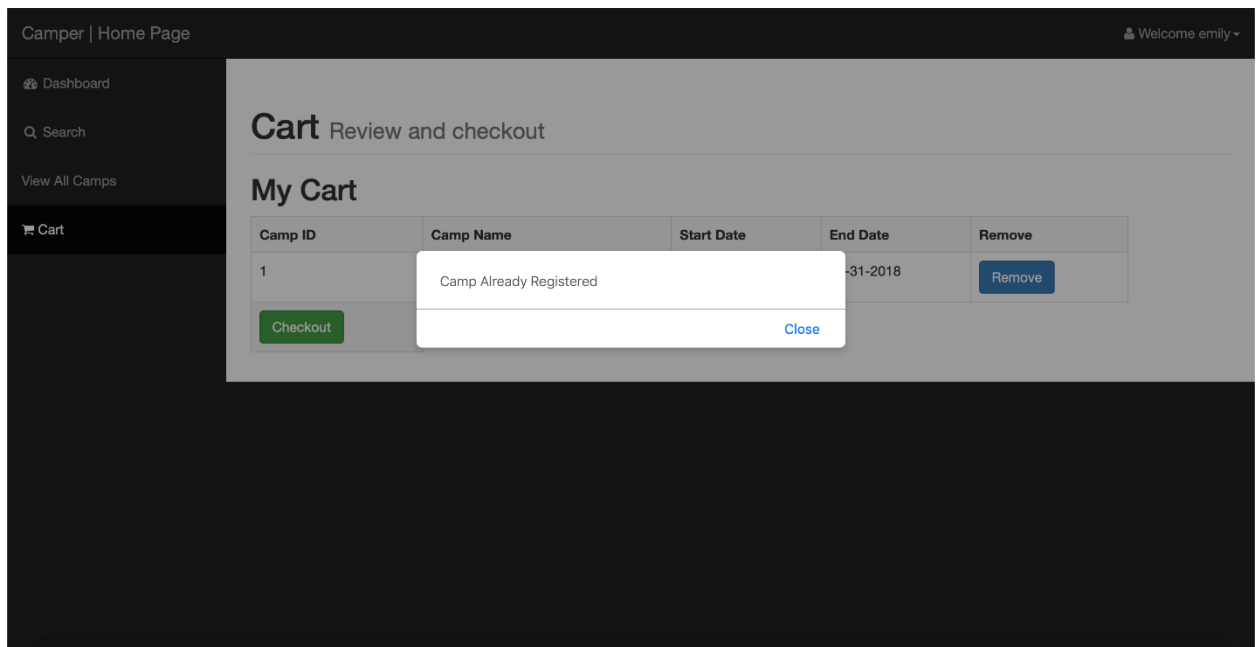 Camper | Home Page Welcome emily
Dashboard
Search
View All Camps
Cart
Cart Review and checkout
My Cart
Camp ID Camp Name Start Date End Date Remove
1 -31-2018 Remove
Checkout
Camp Already Registered
Close